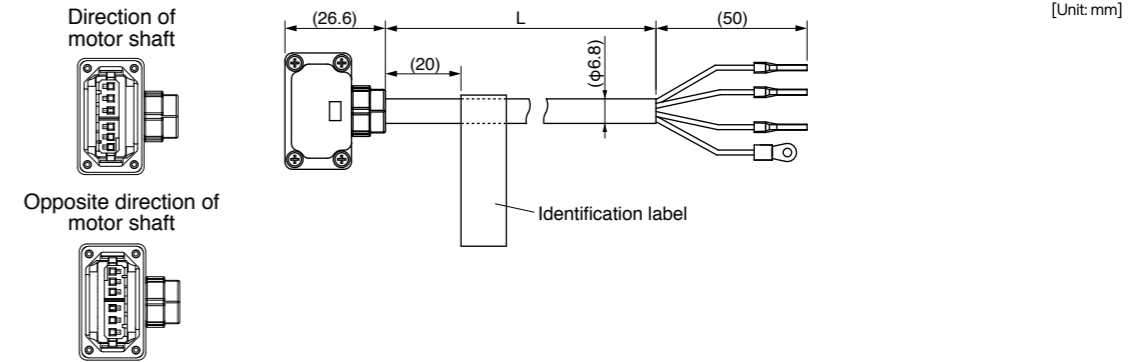 Direction of
motor shaft
(26.6)
L
(50)
[Unit: mm]
(20)
(ϕ6.8)
Identification label
Opposite direction of
motor shaft